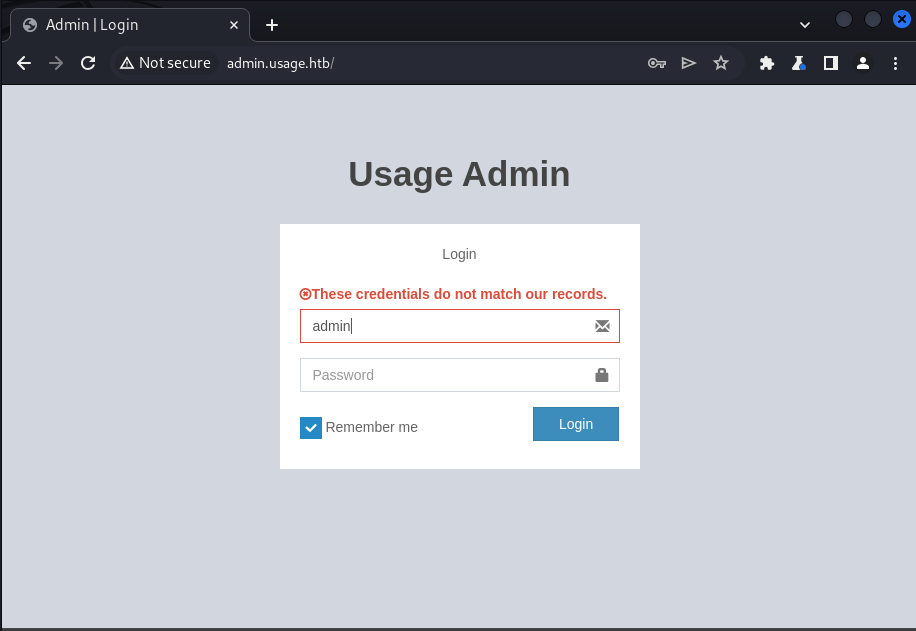 Admin | Login
Not secure admin.usage.htb/
Usage Admin
Login
These credentials do not match our records.
admin
Password
Remember me
Login